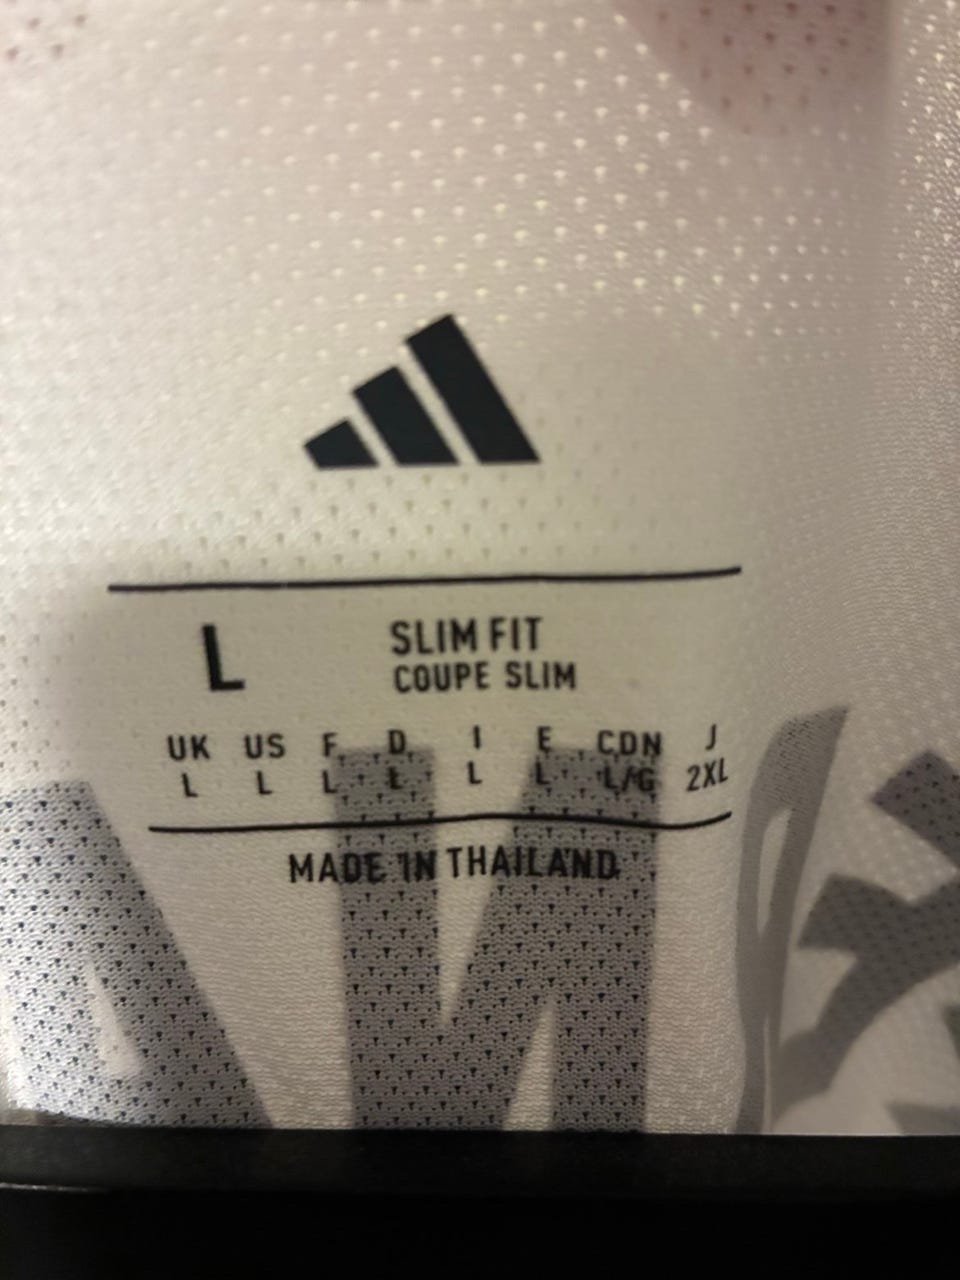 L
SLIM FIT
COUPE SLIM
UK US F D I E CDN J
L L L L L L L/G 2XL
MADE IN THAILAND